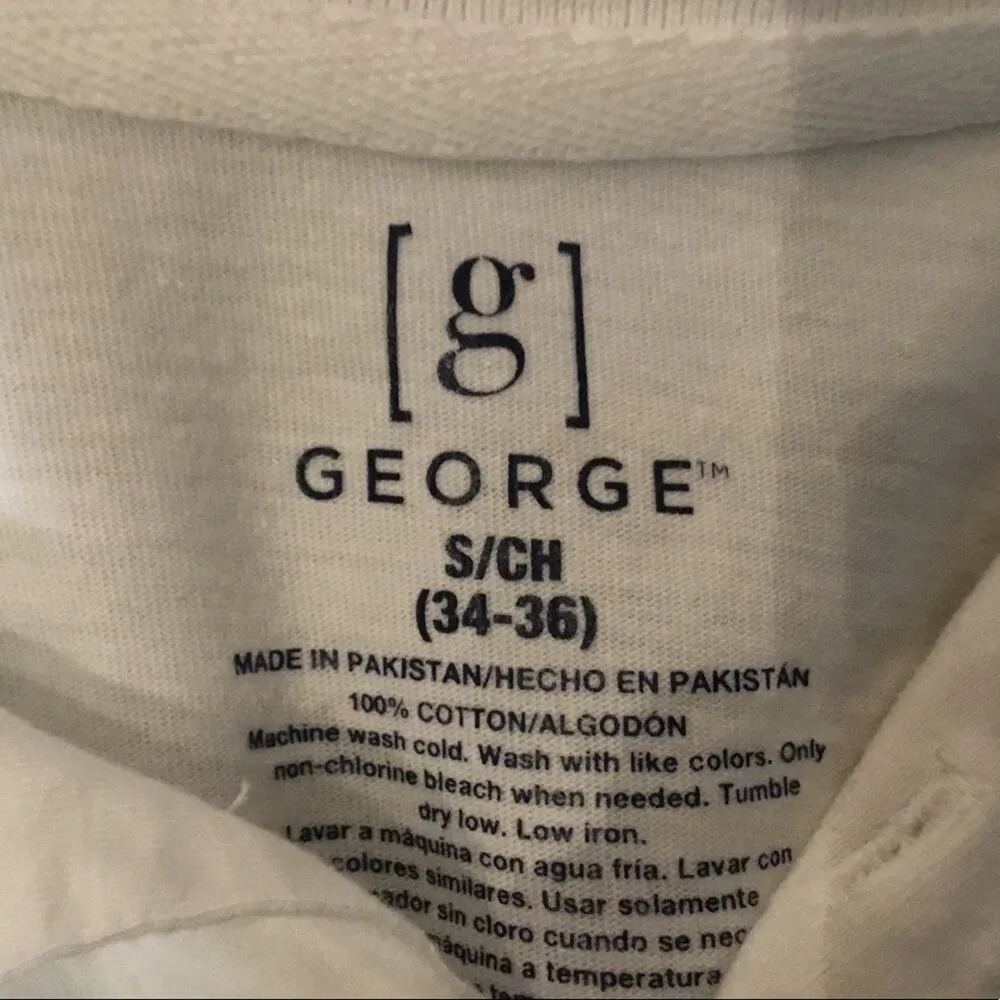 [g]
GEORGE™
S/CH
(34-36)
MADE IN PAKISTAN/HECHO EN PAKISTÁN
100% COTTON/ALGODÓN
Machine wash cold. Wash with like colors. Only
non-chlorine bleach when needed. Tumble
dry low. Low iron.
Lavar a máquina con agua fría. Lavar con
colores similares. Usar solamente
sin cloro cuando se
a temperatura